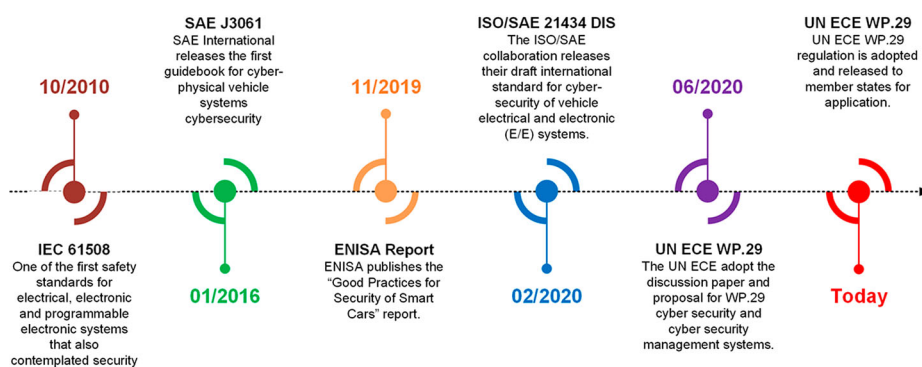 10/2010
IEC 61508
One of the first safety
standards for
electrical, electronic
and programmable
electronic systems
that also
contemplated security
SAE J3061
SAE International
releases the first
guidebook for cyber-
physical vehicle
systems
cybersecurity
01/2016
11/2019
ENISA Report
ENISA publishes the
“Good Practices for
Security of Smart
Cars” report.
ISO/SAE 21434 DIS
The ISO/SAE
collaboration releases
their draft international
standard for cyber-
security of vehicle
electrical and electronic
(E/E) systems.
02/2020
06/2020
UN ECE WP.29
The UN ECE adopt the
discussion paper and
proposal for WP.29
cyber security and
cyber security
management systems.
UN ECE WP.29
UN ECE WP.29
regulation is adopted
and released to
member states for
application.
Today